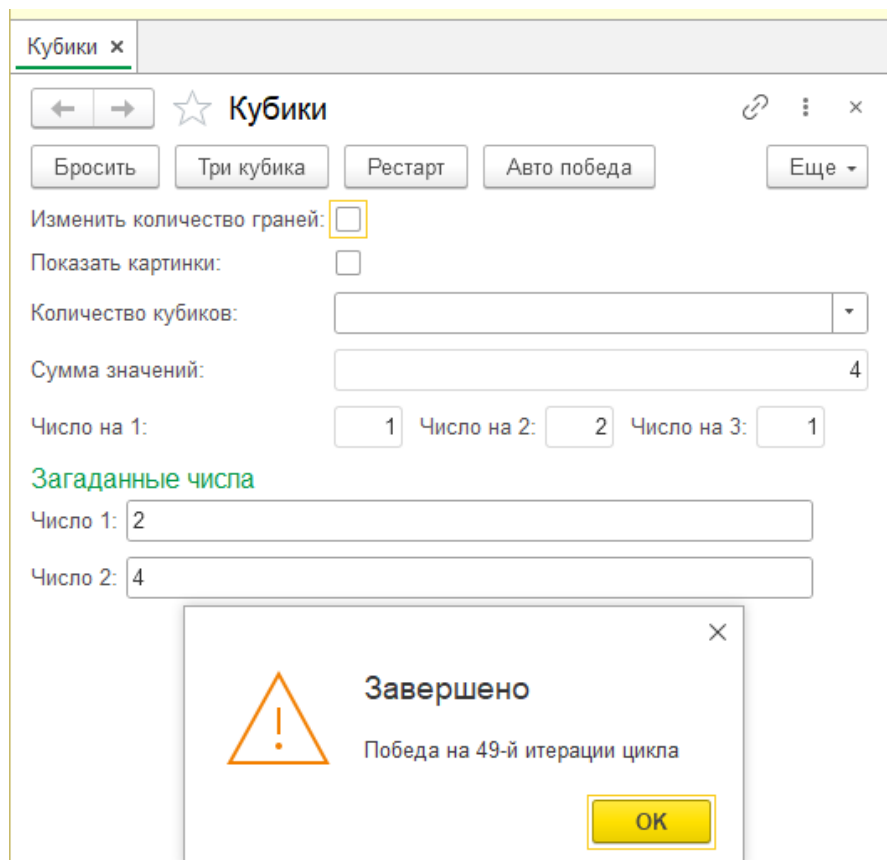 Кубики
Кубики
Бросить Три кубика Рестарт Авто победа Еще
Изменить количество граней:
Показать картинки:
Количество кубиков:
Сумма значений: 4
Число на 1: 1 Число на 2: 2 Число на 3: 1
Загаданные числа
Число 1: 2
Число 2: 4
Завершено
Победа на 49-й итерации цикла
ОК